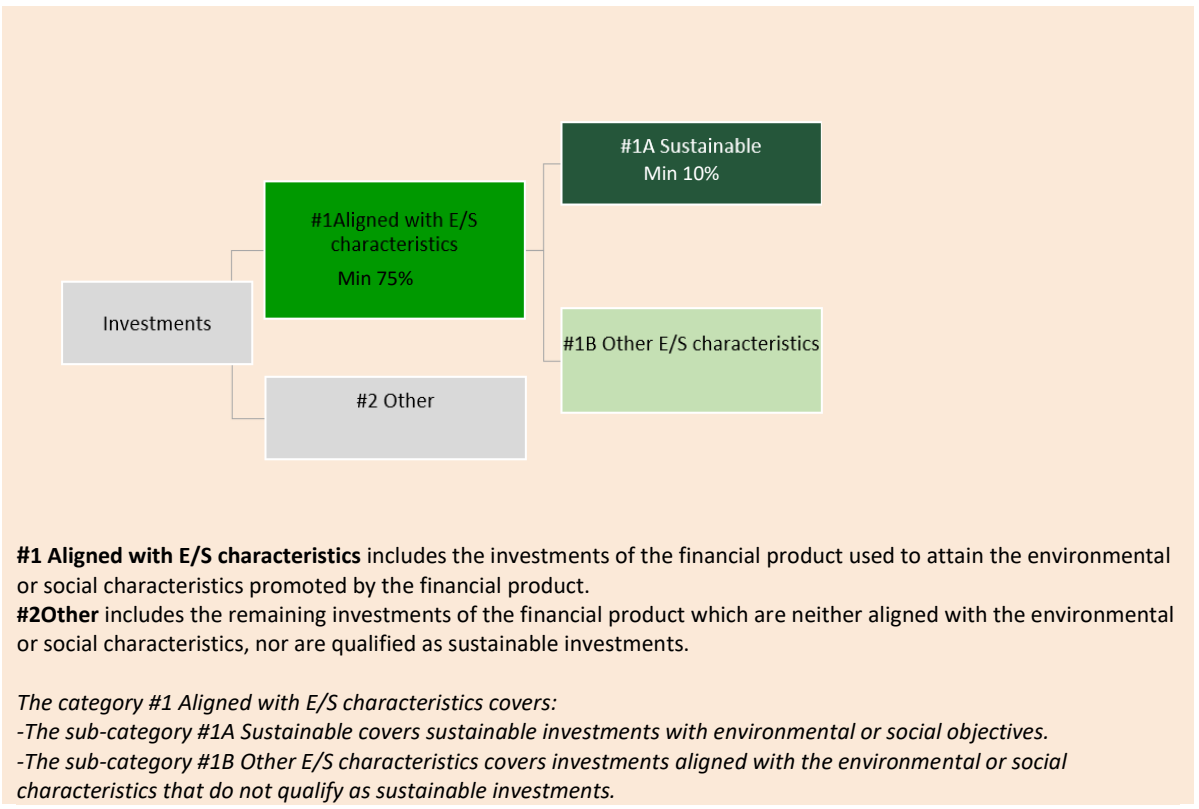 #1A Sustainable
Min 10%
#1Aligned with E/S
characteristics
Min 75%
Investments
#1B Other E/S characteristics
#2 Other
#1 Aligned with E/S characteristics includes the investments of the financial product used to attain the environmental
or social characteristics promoted by the financial product.
#2Other includes the remaining investments of the financial product which are neither aligned with the environmental
or social characteristics, nor are qualified as sustainable investments.
The category #1 Aligned with E/S characteristics covers:
-The sub-category #1A Sustainable covers sustainable investments with environmental or social objectives.
-The sub-category #1B Other E/S characteristics covers investments aligned with the environmental or social
characteristics that do not qualify as sustainable investments.